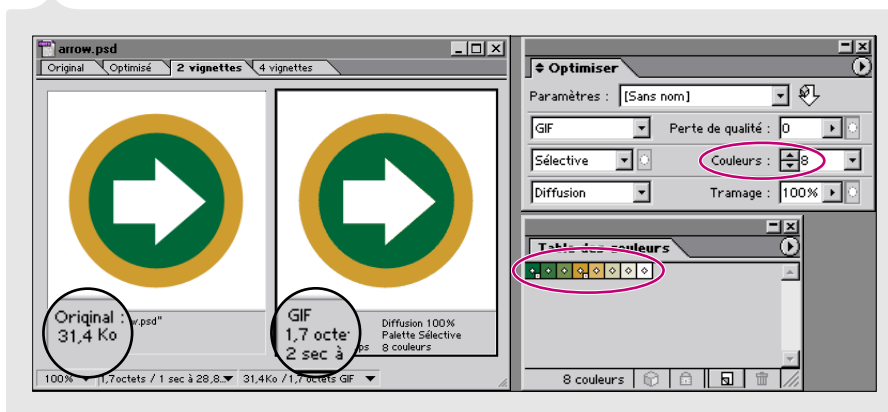 arrow.psd
Original Optimisé 2 vignettes 4 vignettes
Original :
w.psd"
31,4 Ko
GIF
1,7 octe
2 sec à
ps
Diffusion 100%
Palette Sélective
8 couleurs
100% 1,7octets / 1 sec à 28,8.. 31,4Ko / 1,7 octets GIF
Optimiser
Paramètres : [Sans nom]
GIF Perte de qualité : 0
Sélective Couleurs : 8
Diffusion Tramage : 100%
Table des couleurs
8 couleurs